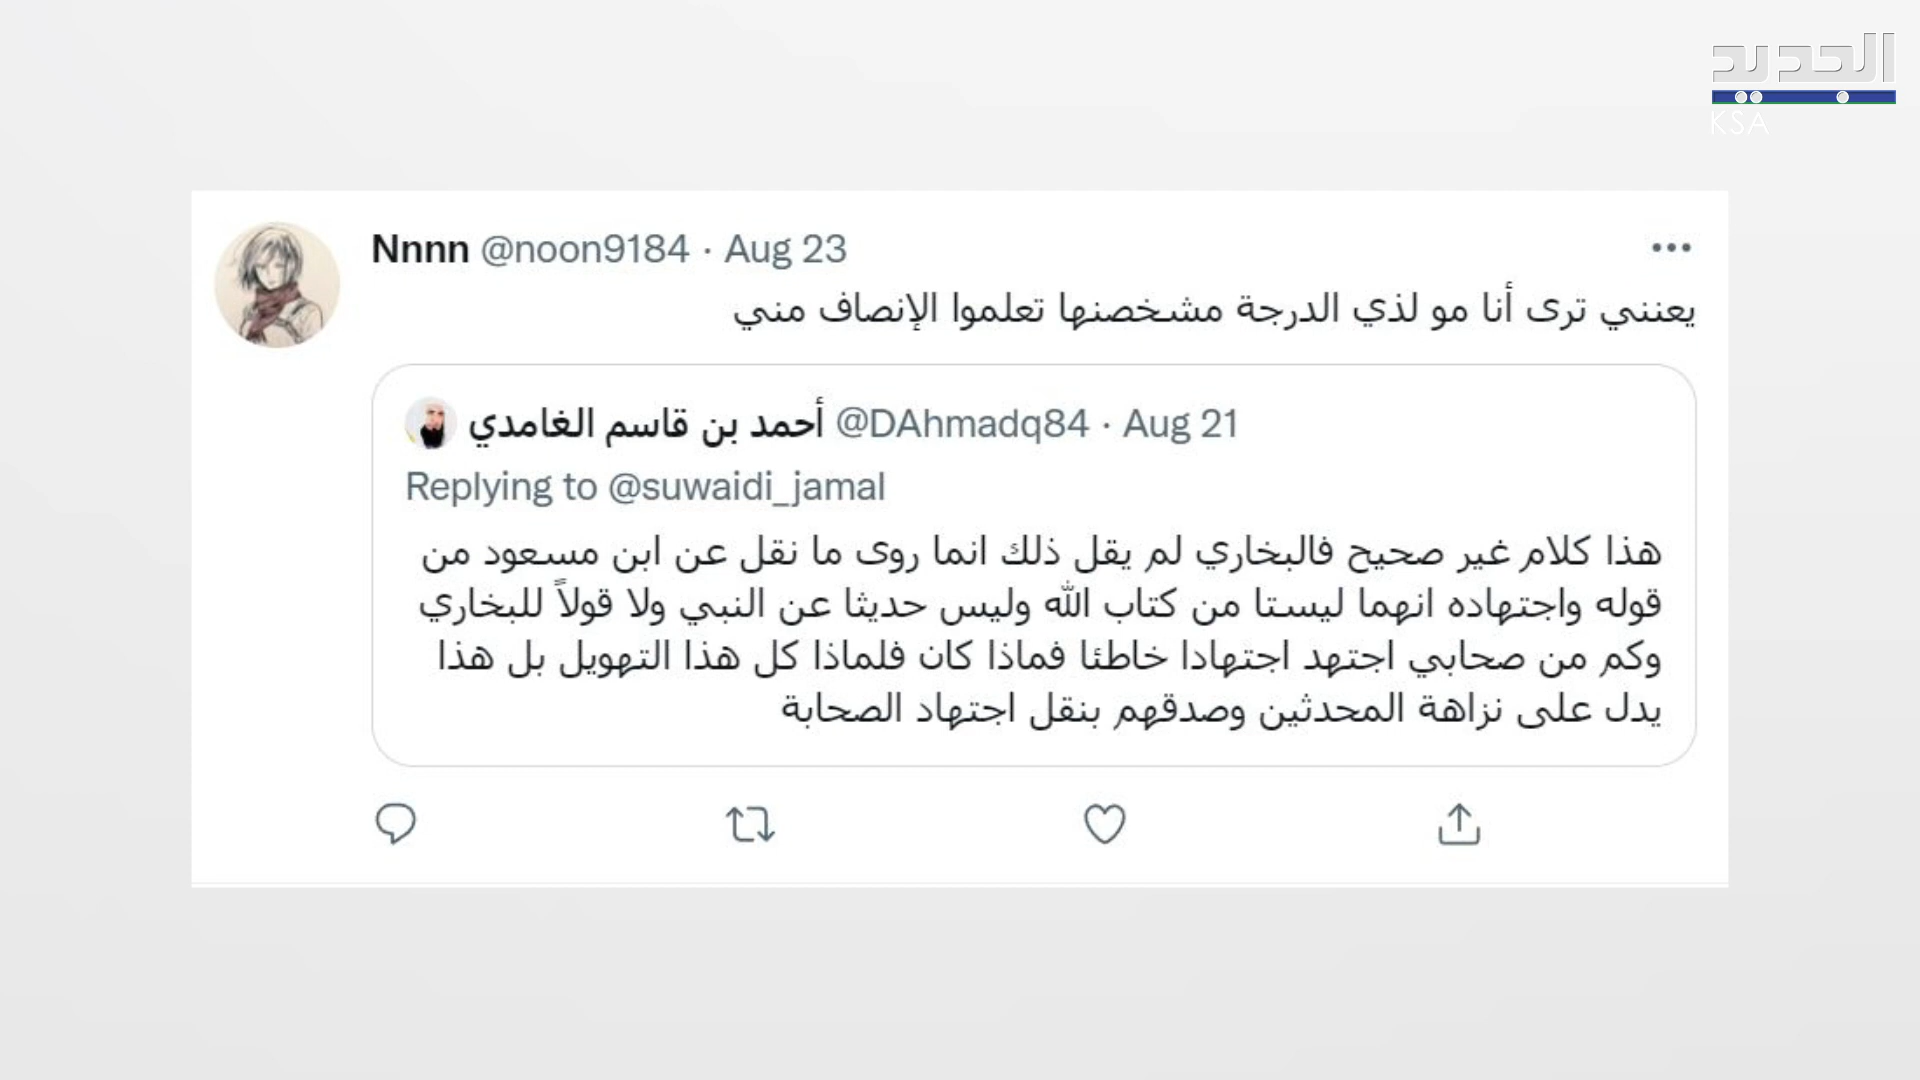 الجديد
KSA
Nnnn @noon9184 · Aug 23
يعنني ترى أنا مو لذي الدرجة مشخصنها تعلموا الإنصاف مني
أحمد بن قاسم الغامدي @DAhmadq84 · Aug 21
Replying to @suwaidi_jamal
هذا كلام غير صحيح فالبخاري لم يقل ذلك انما روى ما نقل عن ابن مسعود من
قوله واجتهاده انهما ليستا من كتاب الله وليس حديثا عن النبي ولا قولاً للبخاري
وكم من صحابي اجتهد اجتهادا خاطئا فماذا كان فلماذا كل هذا التهويل بل هذا
يدل على نزاهة المحدثين وصدقهم بنقل اجتهاد الصحابة